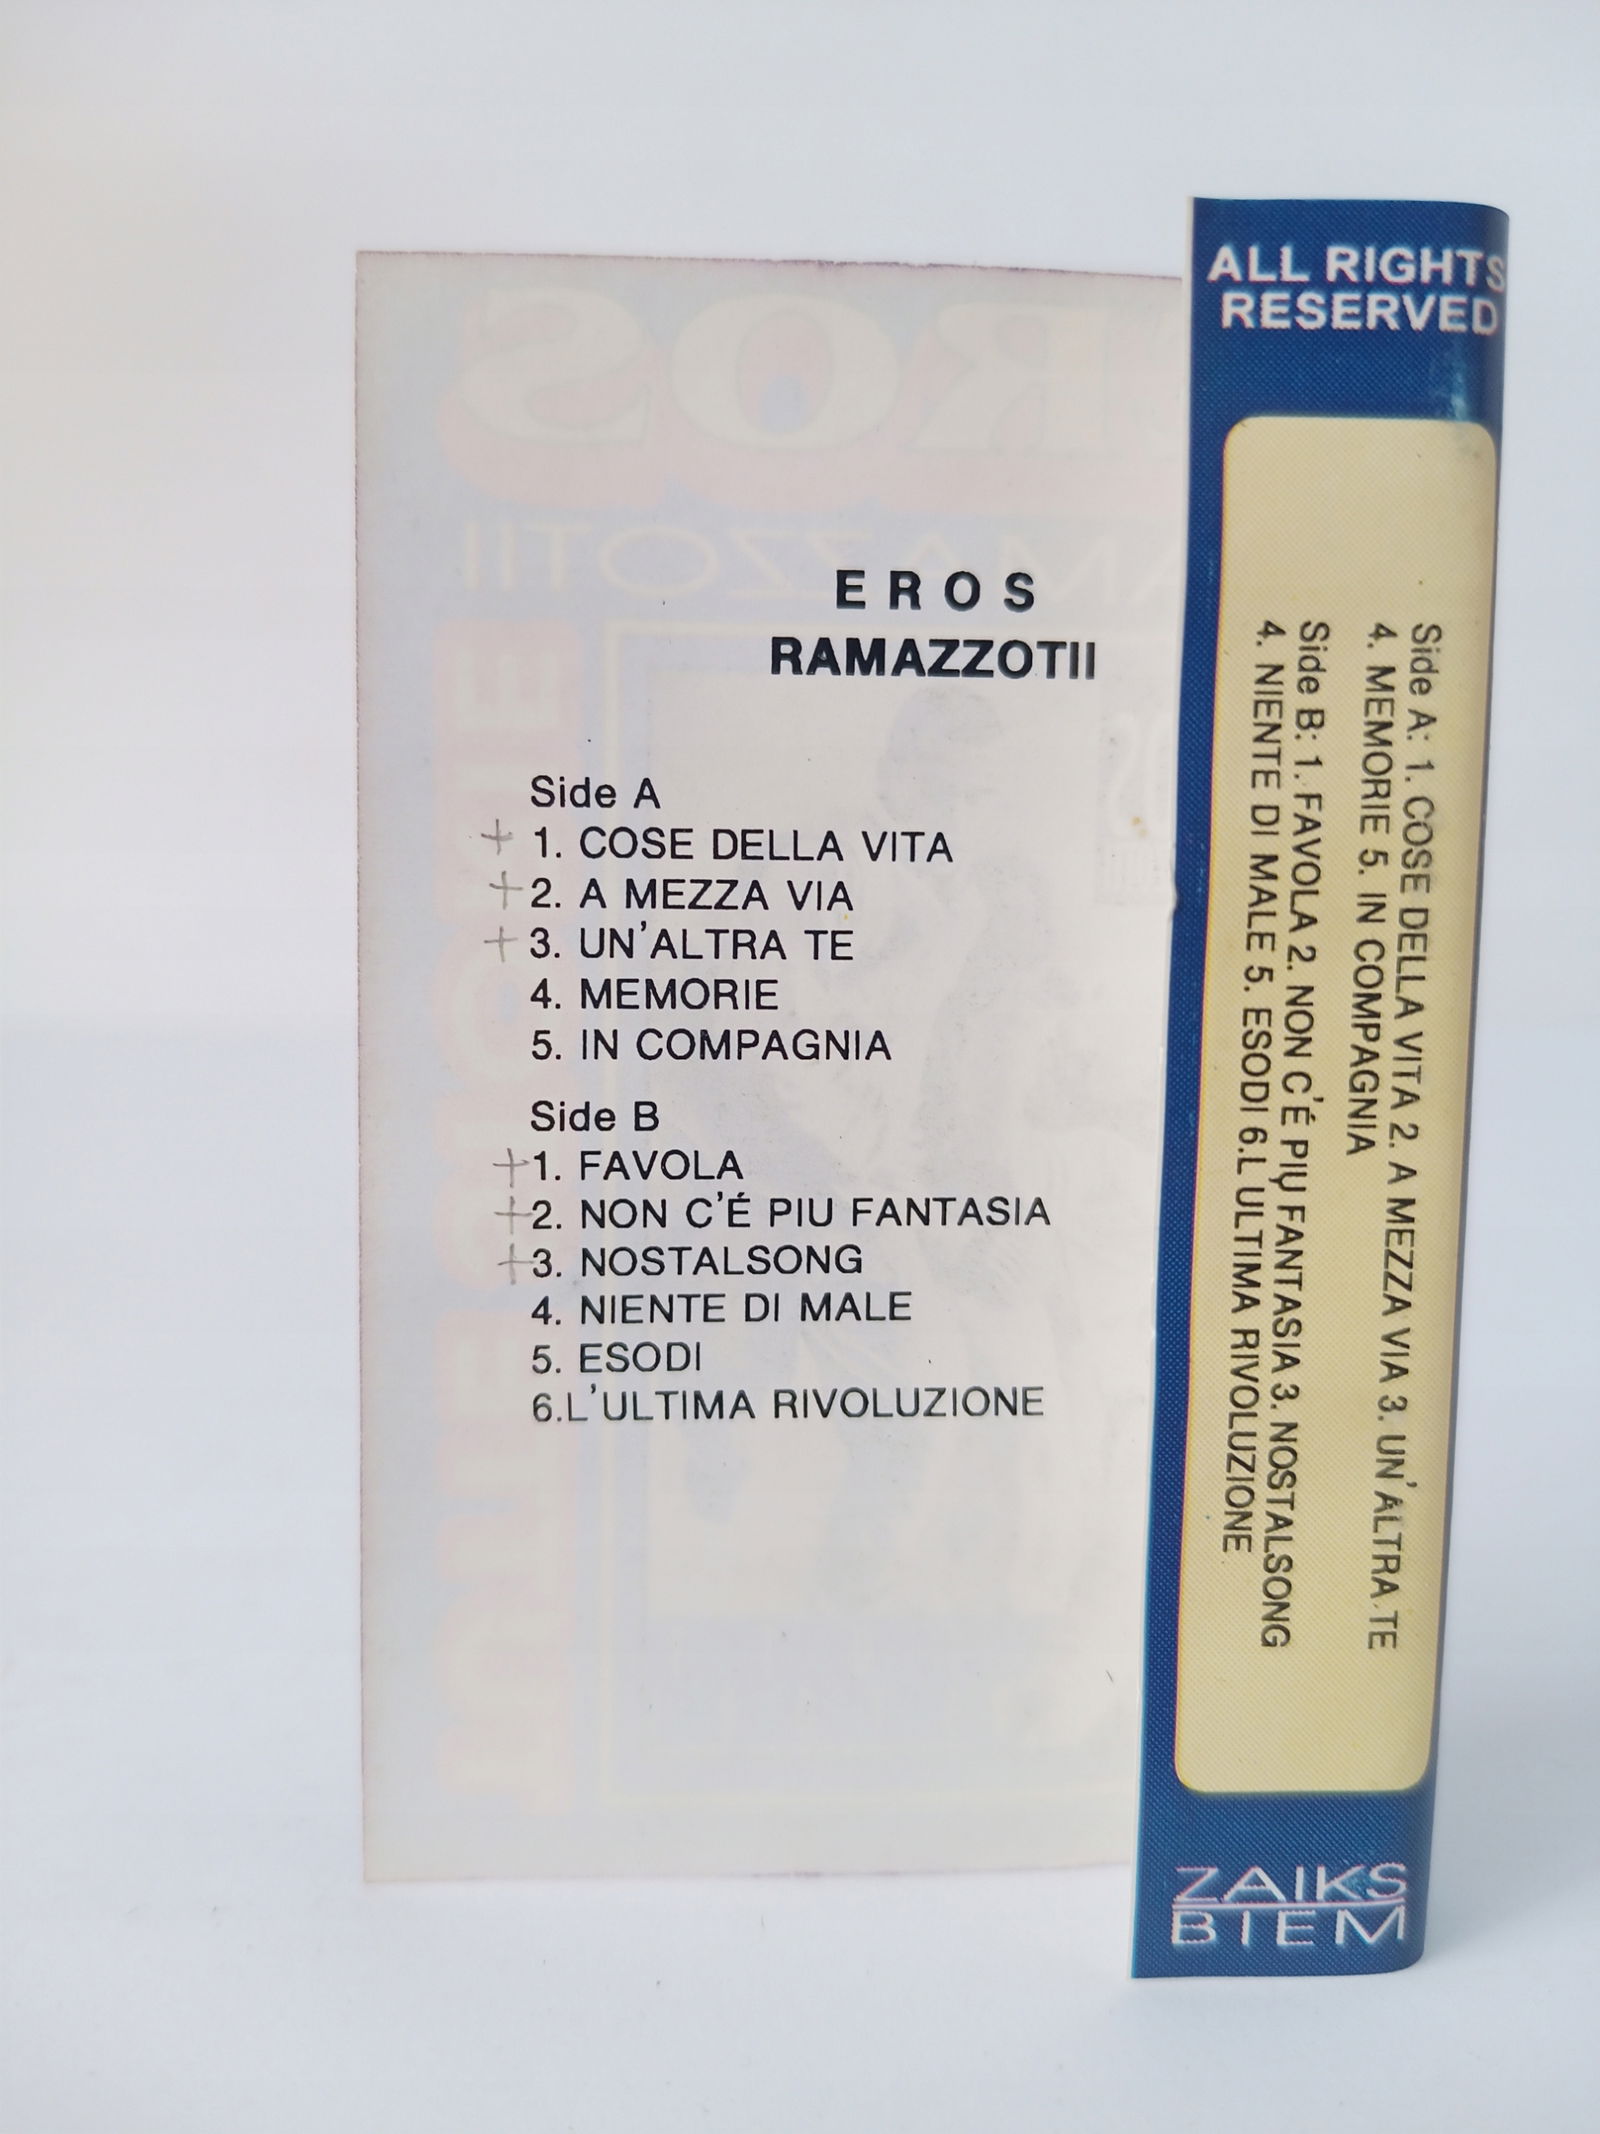 E R O S
RAMAZZOTII
Side A
+ 1. COSE DELLA VITA
+ 2. A MEZZA VIA
+ 3. UN'ALTRA TE
4. MEMORIE
5. IN COMPAGNIA
Side B
+ 1. FAVOLA
+ 2. NON C'É PIU FANTASIA
+ 3. NOSTALSONG
4. NIENTE DI MALE
5. ESODI
6.L'ULTIMA RIVOLUZIONE
ALL RIGHTS
RESERVED
Side A: 1. COSE DELLA VITA 2. A MEZZA VIA 3. UN'ALTRA TE
4. MEMORIE 5. IN COMPAGNIA
Side B: 1. FAVOLA 2. NON C'É PIU FANTASIA 3. NOSTALSONG
4. NIENTE DI MALE 5. ESODI 6.L'ULTIMA RIVOLUZIONE
ZAIKS
BIEM